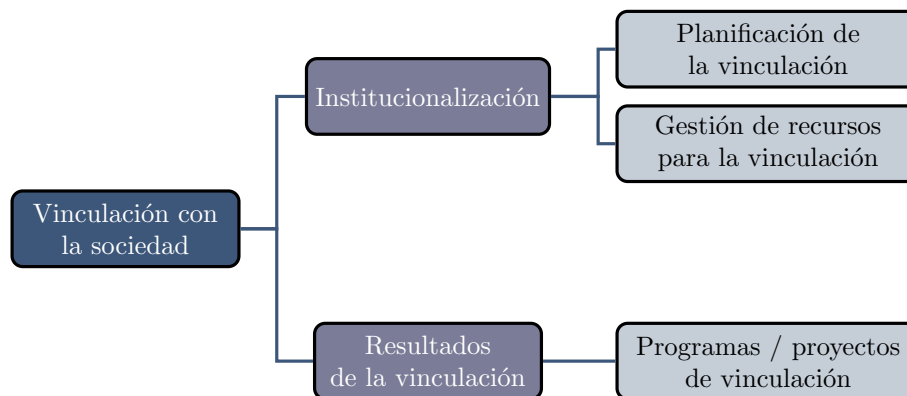 Planificación de
la vinculación
Institucionalización
Gestión de recursos
para la vinculación
Vinculación con
la sociedad
Resultados
de la vinculación
Programas / proyectos
de vinculación